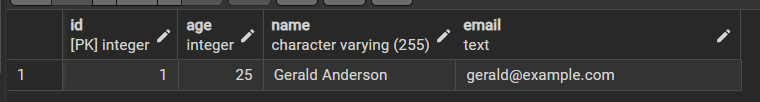 id age name email
[PK] integer integer character varying (255) text
1 1 25 Gerald Anderson gerald@example.com